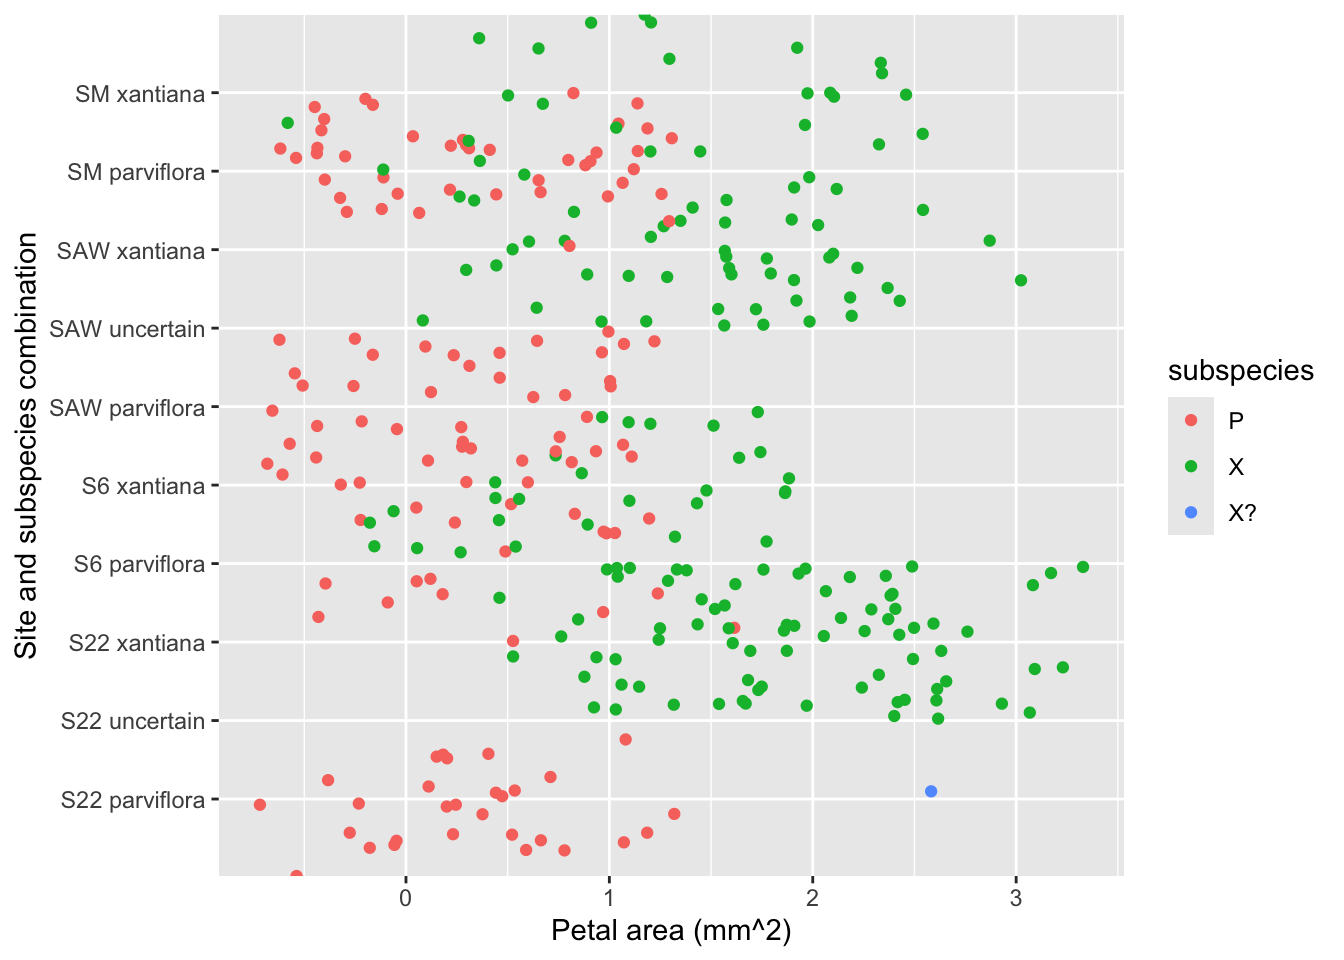 SM xantiana
SM parviflora
SAW xantiana
SAW uncertain
SAW parviflora
S6 xantiana
S6 parviflora
S22 xantiana
S22 uncertain
S22 parviflora
Site and subspecies combination
0 1 2 3
Petal area (mm^2)
subspecies
P
X
X?